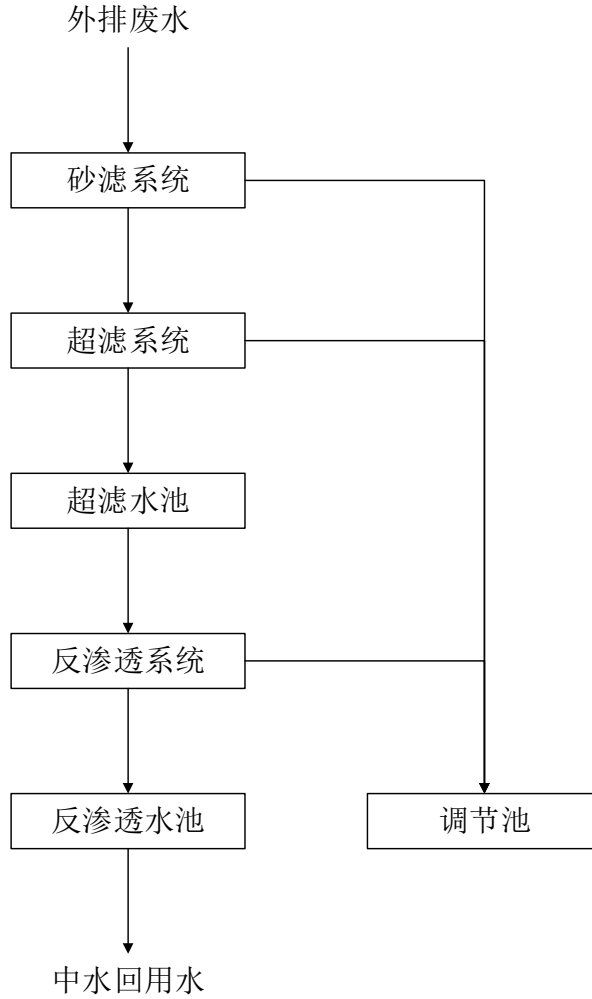 外排废水
砂滤系统
超滤系统
超滤水池
反渗透系统
反渗透水池
调节池
中水回用水